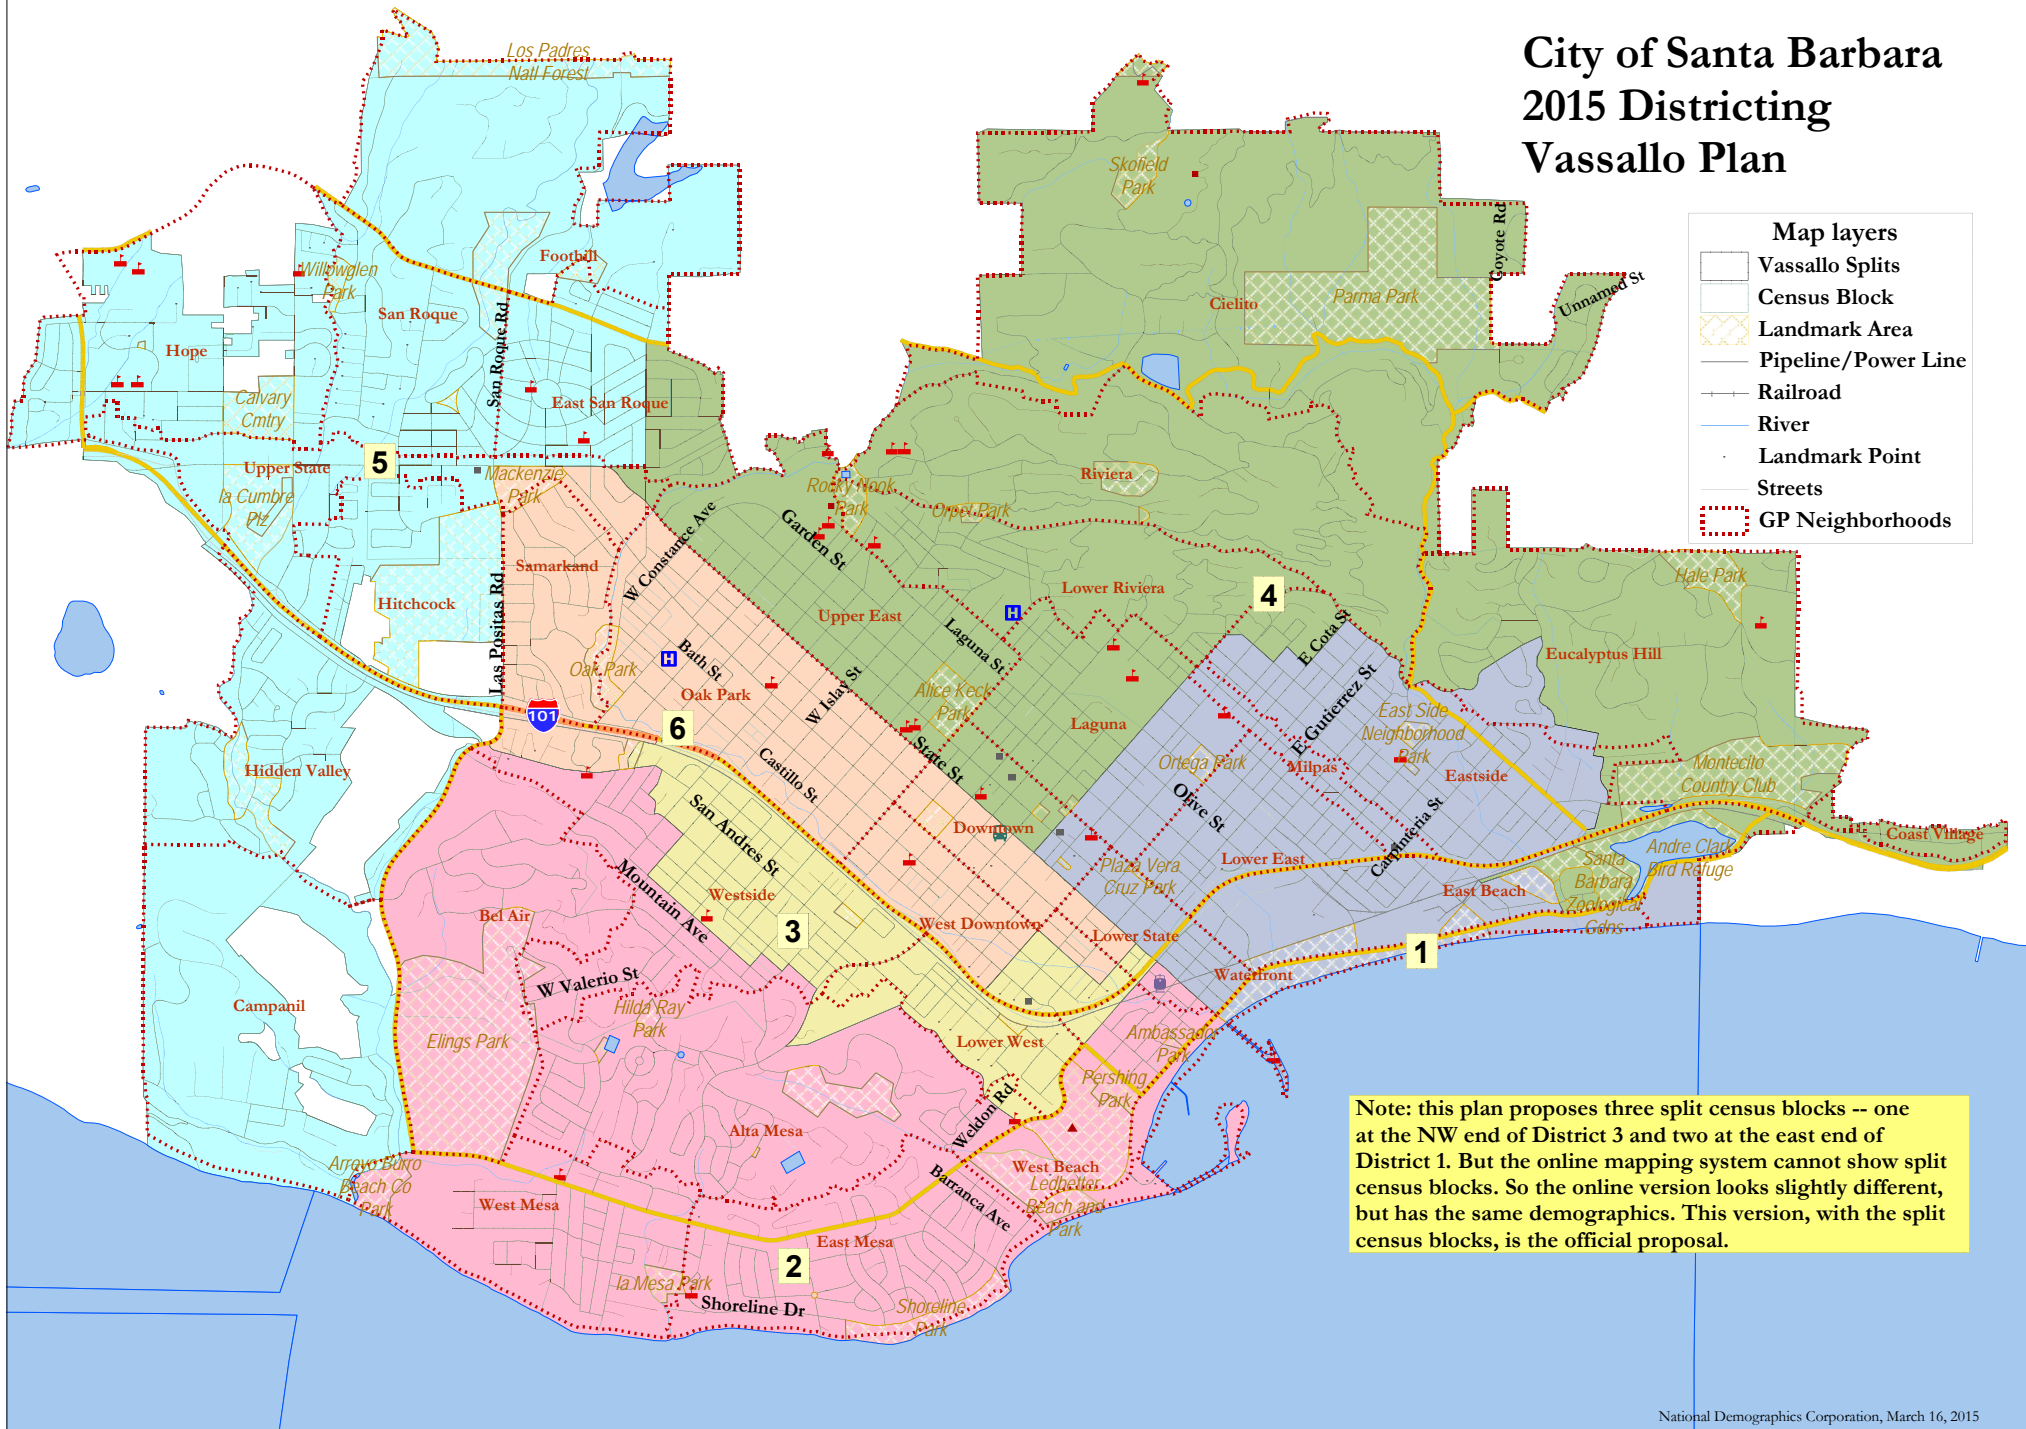 City of Santa Barbara
2015 Districting
Vassallo Plan
Map layers
Vassallo Splits
Census Block
Landmark Area
Pipeline/Power Line
Railroad
River
Landmark Point
Streets
GP Neighborhoods
Los Padres
Natl Forest
Skofield
Park
Coyote Rd
Unnamed St
Cielito
Parma Park
Foothill
Willowglen
Park
San Roque
San Roque Rd
Hope
Calvary
Cmtry
East San Roque
Upper State
5
la Cumbre
Plz
Mackenzie
Park
Rocky Nook
Park
Orpet Park
Riviera
Garden St
W Constance Ave
Samarkand
Hitchcock
Las Positas Rd
Lower Riviera
4
Hale Park
Upper East
H
Laguna St
E Cota St
Eucalyptus Hill
Oak Park
H
Bath St
Oak Park
W Islay St
Alice Keck
Park
Laguna
E Gutierrez St
East Side
Neighborhood
Park
101
6
State St
Castillo St
Ortega Park
Milpas
Eastside
Montecito
Country Club
Hidden Valley
San Andres St
Olive St
Carpinteria St
Downtown
Coast Village
Andre Clark
Bird Refuge
Mountain Ave
Westside
Plaza Vera
Cruz Park
Lower East
East Beach
Santa
Barbara
Zoological
Gdns
Bel Air
3
West Downtown
Lower State
1
Waterfront
W Valerio St
Campanil
Hilda Ray
Park
Elings Park
Lower West
Ambassador
Park
Pershing
Park
Weldon Rd
Alta Mesa
West Beach
Ledbetter
Beach and
Park
Arroyo Burro
Beach Co
Park
West Mesa
Barranca Ave
East Mesa
2
la Mesa Park
Shoreline Dr
Shoreline
Park
Note: this plan proposes three split census blocks -- one
at the NW end of District 3 and two at the east end of
District 1. But the online mapping system cannot show split
census blocks. So the online version looks slightly different,
but has the same demographics. This version, with the split
census blocks, is the official proposal.
National Demographics Corporation, March 16, 2015